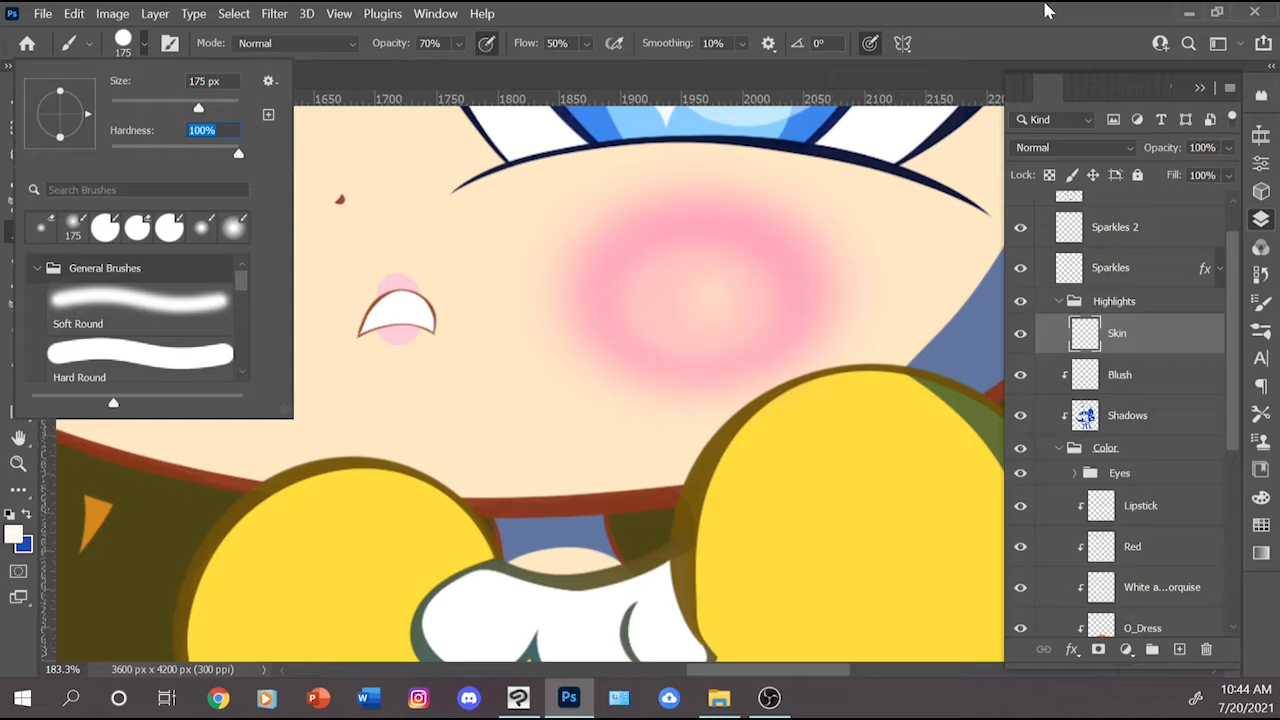 Ps File Edit Image Layer Type Select Filter 3D View Plugins Window Help
175 Mode: Normal Opacity: 70% Flow: 50% Smoothing: 10% 0°
Size: 175 px
Hardness: 100%
Search Brushes
175
General Brushes
Soft Round
Hard Round
1650 1700 1750 1800 1850 1900 1950 2000 2050 2100 2150 220
Kind
Normal Opacity: 100%
Lock: Fill: 100%
Sparkles 2
Sparkles fx
Highlights
Skin
Blush
Shadows
Color
Eyes
Lipstick
Red
White a...orquise
O_Dress
fx
183.3% 3600 px x 4200 px (300 ppi)
Ps
10:44 AM
7/20/2021